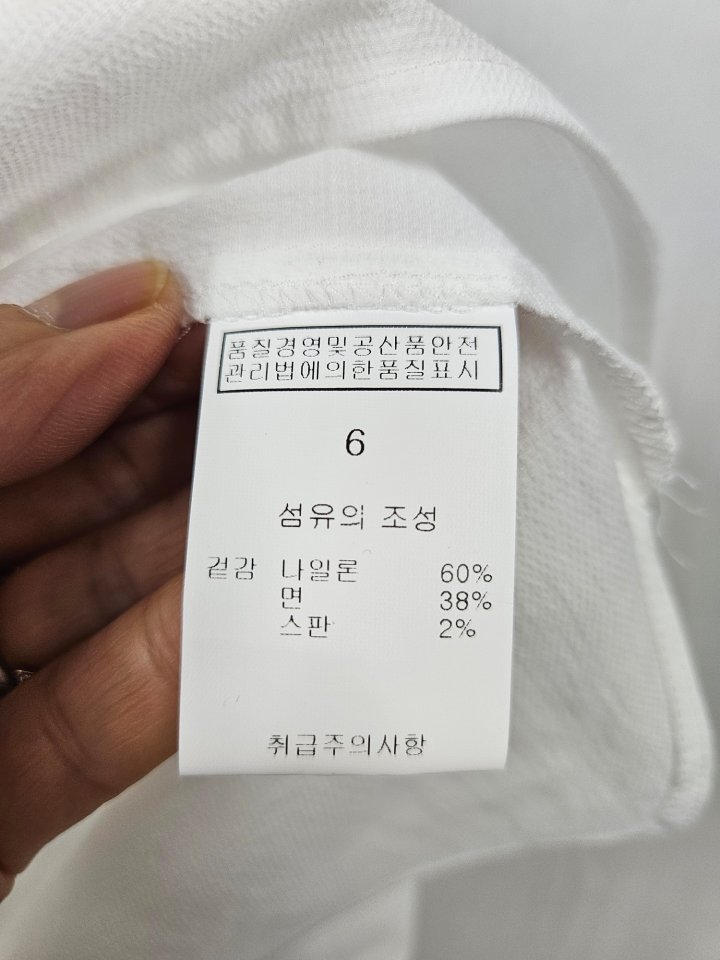 품질경영및공산품안전
관리법에의한품질표시
6
섬유의 조성
겉감 나일론 60%
면 38%
스판 2%
취급주의사항